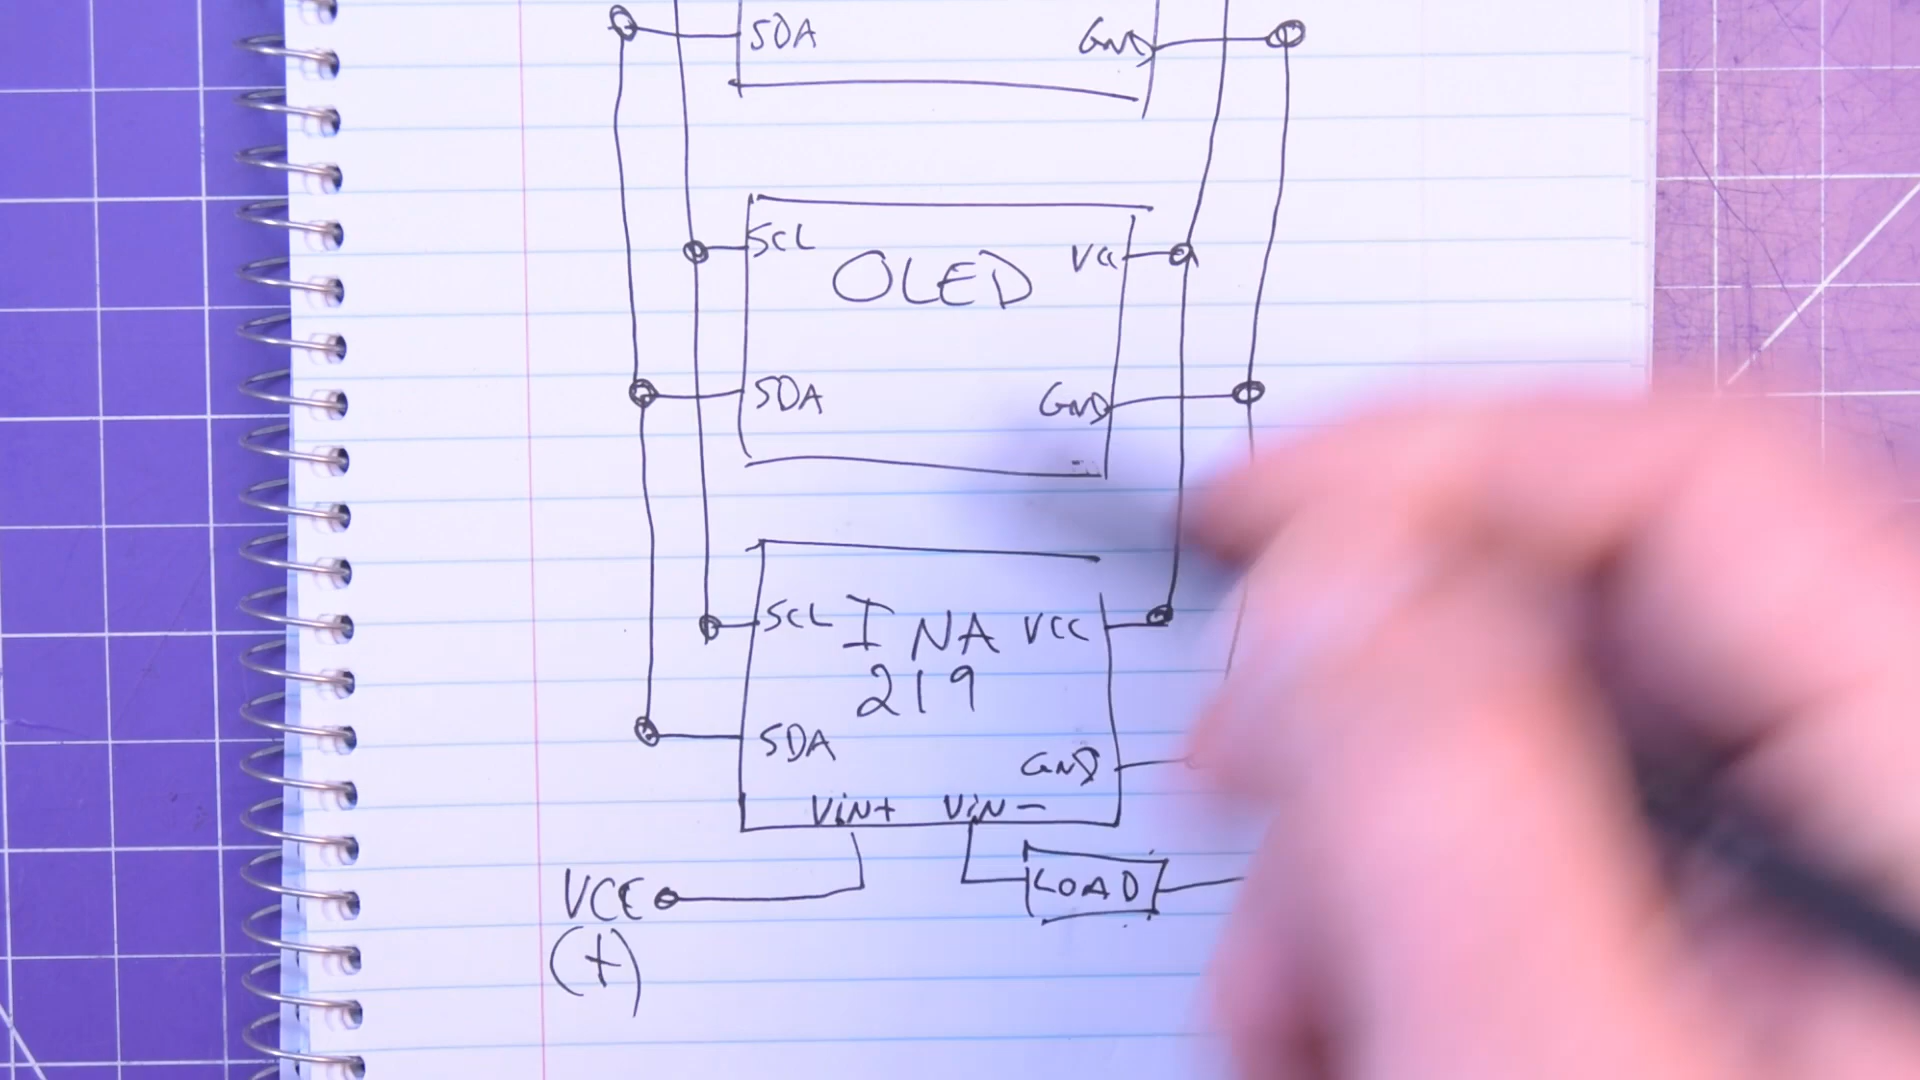 SDA GND
SCL OLED VCC
SDA GND
SCL INA VCC
219
SDA GND
VIN+ VIN-
VCC LOAD
(+)